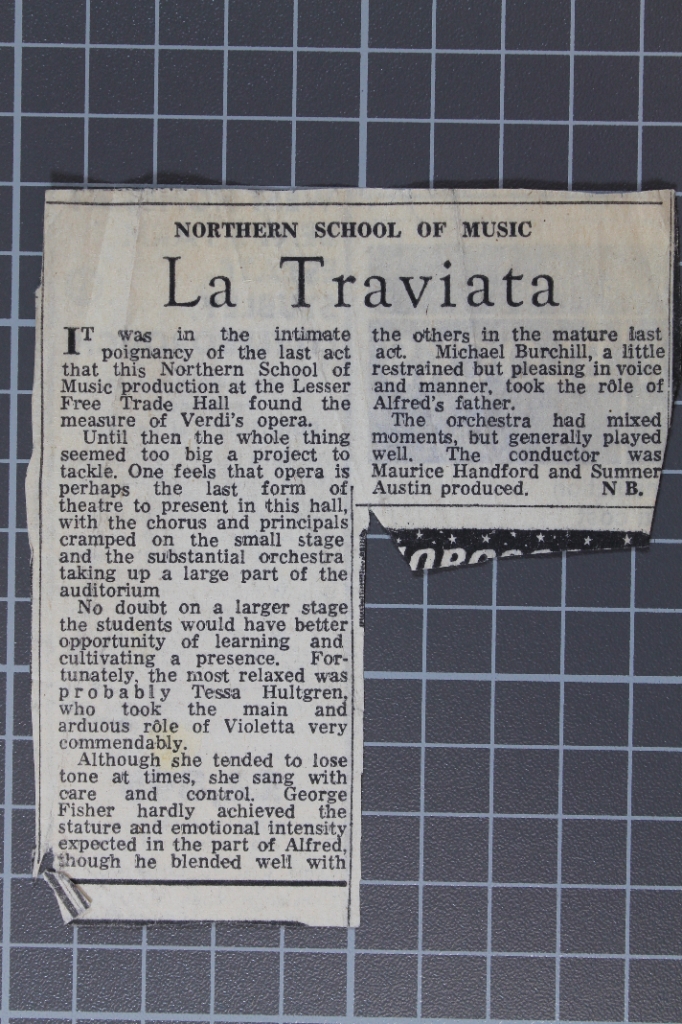 NORTHERN SCHOOL OF MUSIC
La Traviata
IT was in the intimate
poignancy of the last act
that this Northern School of
Music production at the Lesser
Free Trade Hall found the
measure of Verdi's opera.
Until then the whole thing
seemed too big a project to
tackle. One feels that opera is
perhaps the last form of
theatre to present in this hall,
with the chorus and principals
cramped on the small stage
and the substantial orchestra
taking up a large part of the
auditorium
No doubt on a larger stage
the students would have better
opportunity of learning and
cultivating a presence. For-
tunately, the most relaxed was
probably Tessa Hultgren,
who took the main and
arduous rôle of Violetta very
commendably.
Although she tended to lose
tone at times, she sang with
care and control. George
Fisher hardly achieved the
stature and emotional intensity
expected in the part of Alfred,
though he blended well with
the others in the mature last
act. Michael Burchill, a little
restrained but pleasing in voice
and manner, took the rôle of
Alfred's father.
The orchestra had mixed
moments, but generally played
well. The conductor was
Maurice Handford and Sumner
Austin produced. N B.